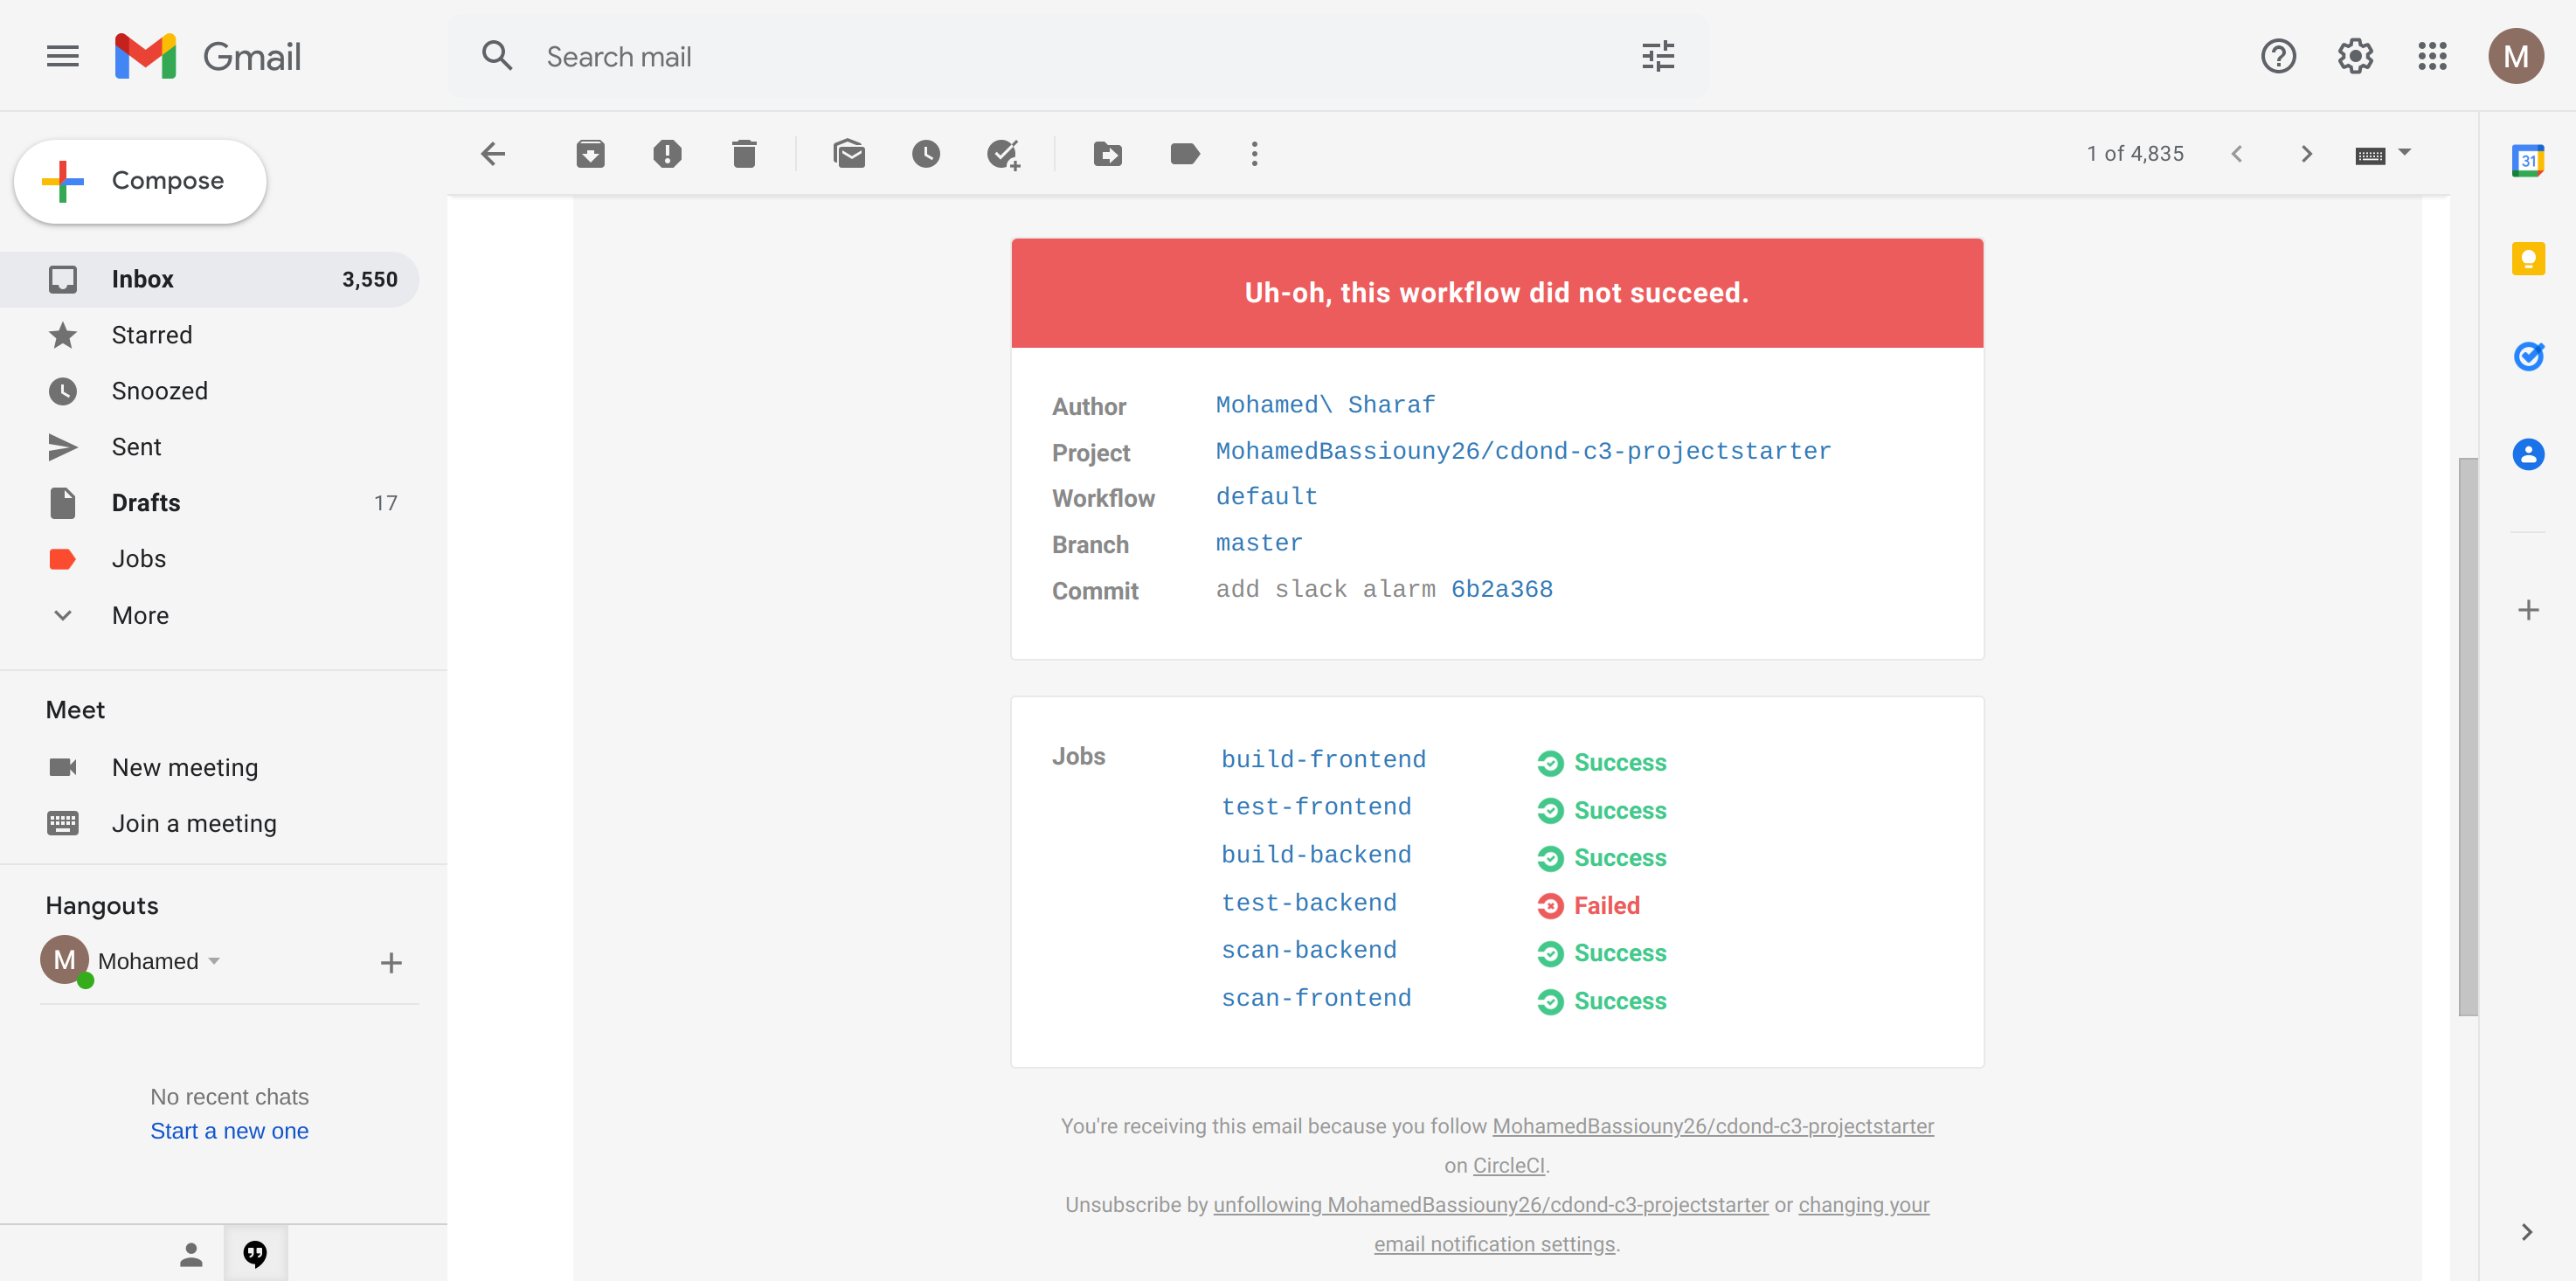 Gmail
Search mail
M
Compose
1 of 4,835
31
Inbox 3,550
Starred
Snoozed
Sent
Drafts 17
Jobs
More
Meet
New meeting
Join a meeting
Hangouts
M Mohamed
No recent chats
Start a new one
Uh-oh, this workflow did not succeed.
Author Mohamed\ Sharaf
Project MohamedBassiouny26/cdond-c3-projectstarter
Workflow default
Branch master
Commit add slack alarm 6b2a368
Jobs build-frontend Success
test-frontend Success
build-backend Success
test-backend Failed
scan-backend Success
scan-frontend Success
You're receiving this email because you follow MohamedBassiouny26/cdond-c3-projectstarter
on CircleCI.
Unsubscribe by unfollowing MohamedBassiouny26/cdond-c3-projectstarter or changing your
email notification settings.